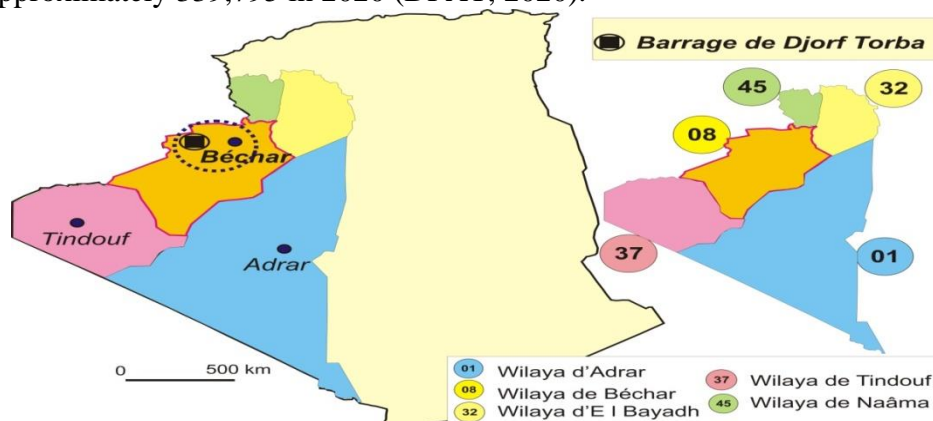 pproximately 339,793 in 2020 (DPAT, 2020).
Barrage de Djorf Torba
45
32
08
Béchar
Tindouf
Adrar
37
01
0 500 km
01 Wilaya d'Adrar
08 Wilaya de Béchar
32 Wilaya d'E l Bayadh
37 Wilaya de Tindouf
45 Wilaya de Naâma